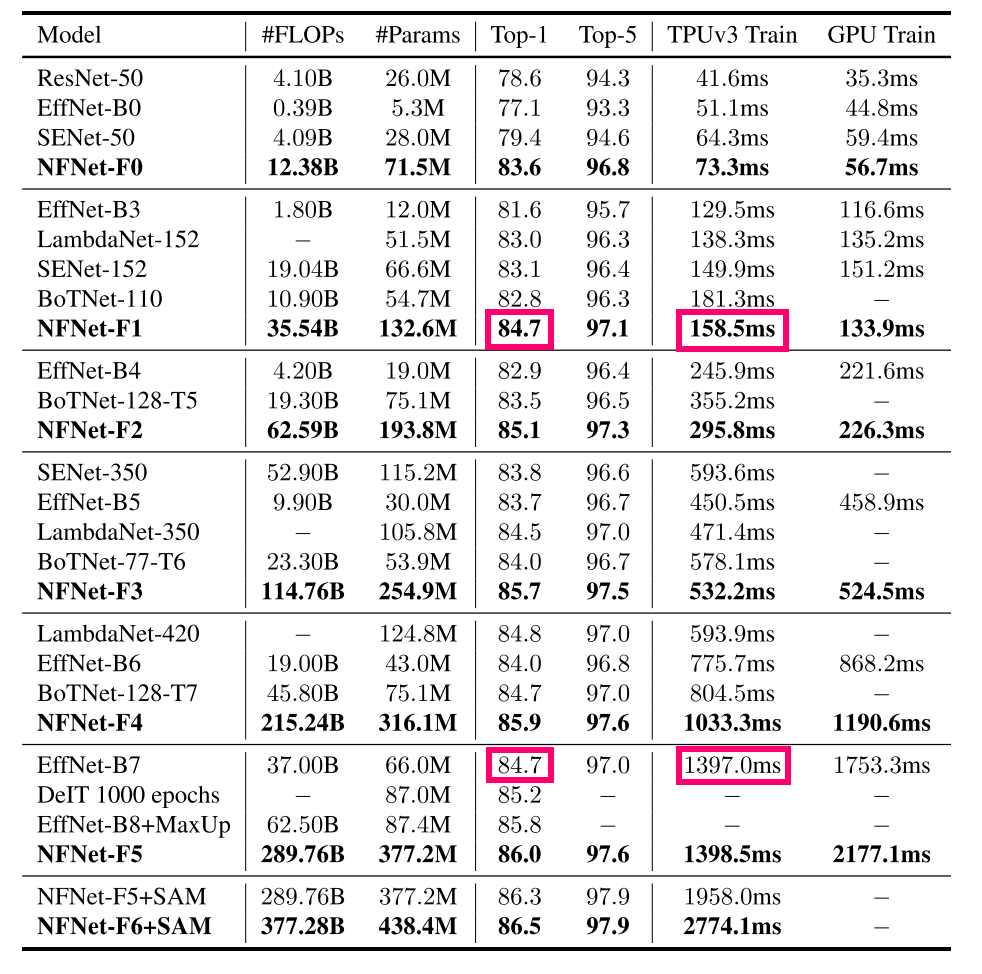 Model #FLOPs #Params Top-1 Top-5 TPUv3 Train GPU Train
ResNet-50 4.10B 26.0M 78.6 94.3 41.6ms 35.3ms
EffNet-B0 0.39B 5.3M 77.1 93.3 51.1ms 44.8ms
SENet-50 4.09B 28.0M 79.4 94.6 64.3ms 59.4ms
NFNet-F0 12.38B 71.5M 83.6 96.8 73.3ms 56.7ms
EffNet-B3 1.80B 12.0M 81.6 95.7 129.5ms 116.6ms
LambdaNet-152 − 51.5M 83.0 96.3 138.3ms 135.2ms
SENet-152 19.04B 66.6M 83.1 96.4 149.9ms 151.2ms
BoTNet-110 10.90B 54.7M 82.8 96.3 181.3ms −
NFNet-F1 35.54B 132.6M 84.7 97.1 158.5ms 133.9ms
EffNet-B4 4.20B 19.0M 82.9 96.4 245.9ms 221.6ms
BoTNet-128-T5 19.30B 75.1M 83.5 96.5 355.2ms −
NFNet-F2 62.59B 193.8M 85.1 97.3 295.8ms 226.3ms
SENet-350 52.90B 115.2M 83.8 96.6 593.6ms −
EffNet-B5 9.90B 30.0M 83.7 96.7 450.5ms 458.9ms
LambdaNet-350 − 105.8M 84.5 97.0 471.4ms −
BoTNet-77-T6 23.30B 53.9M 84.0 96.7 578.1ms −
NFNet-F3 114.76B 254.9M 85.7 97.5 532.2ms 524.5ms
LambdaNet-420 − 124.8M 84.8 97.0 593.9ms −
EffNet-B6 19.00B 43.0M 84.0 96.8 775.7ms 868.2ms
BoTNet-128-T7 45.80B 75.1M 84.7 97.0 804.5ms −
NFNet-F4 215.24B 316.1M 85.9 97.6 1033.3ms 1190.6ms
EffNet-B7 37.00B 66.0M 84.7 97.0 1397.0ms 1753.3ms
DeIT 1000 epochs − 87.0M 85.2 − − −
EffNet-B8+MaxUp 62.50B 87.4M 85.8 − − −
NFNet-F5 289.76B 377.2M 86.0 97.6 1398.5ms 2177.1ms
NFNet-F5+SAM 289.76B 377.2M 86.3 97.9 1958.0ms −
NFNet-F6+SAM 377.28B 438.4M 86.5 97.9 2774.1ms −